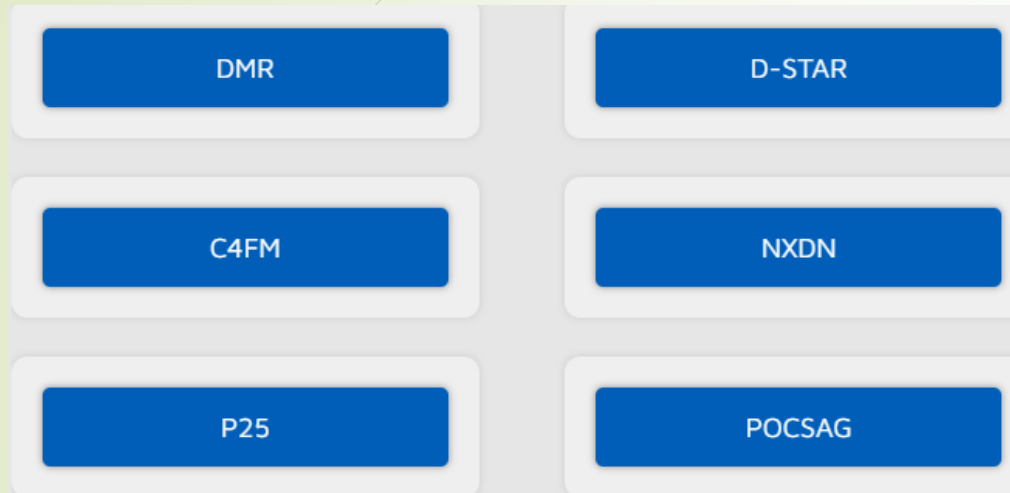 DMR
D-STAR
C4FM
NXDN
P25
POCSAG